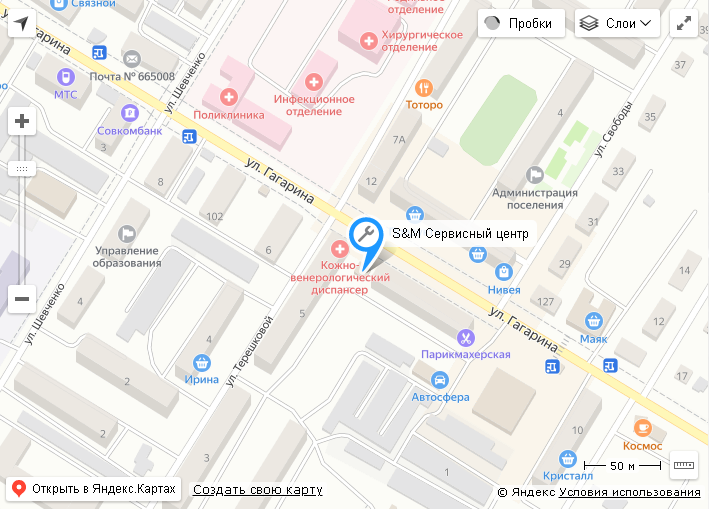 Связной
Родильное
отделение
Хирургическое
отделение
Пробки
Слои
37
Почта № 665008
ул. Шевченко
МТС
Инфекционное
отделение
Тоторо
4
35
ул. Свободы
Совкомбанк
Поликлиника
7А
33
ул. Гагарина
8
12
Администрация
поселения
102
31
S&M Сервисный центр
29
Управление
образования
6
Кожно-
венерологический
диспансер
Нивея
14
127
ул. Шевченко
5
ул. Гагарина
12
Маяк
ул. Терешковой
Парикмахерская
2
Ирина
10
17
Автосфера
2
Космос
3
1
Кристалл
50 м
Открыть в Яндекс.Картах
Создать свою карту
© Яндекс Условия использования